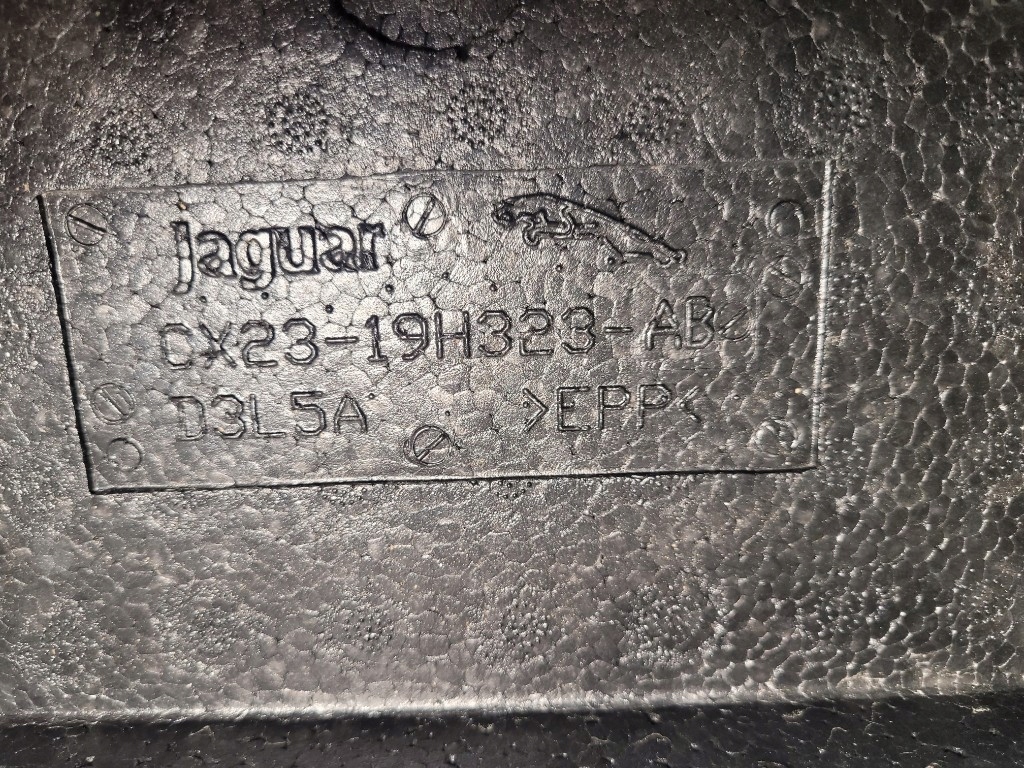 Jaguar
CX23-19H323-AB
D3L5A >EPP<